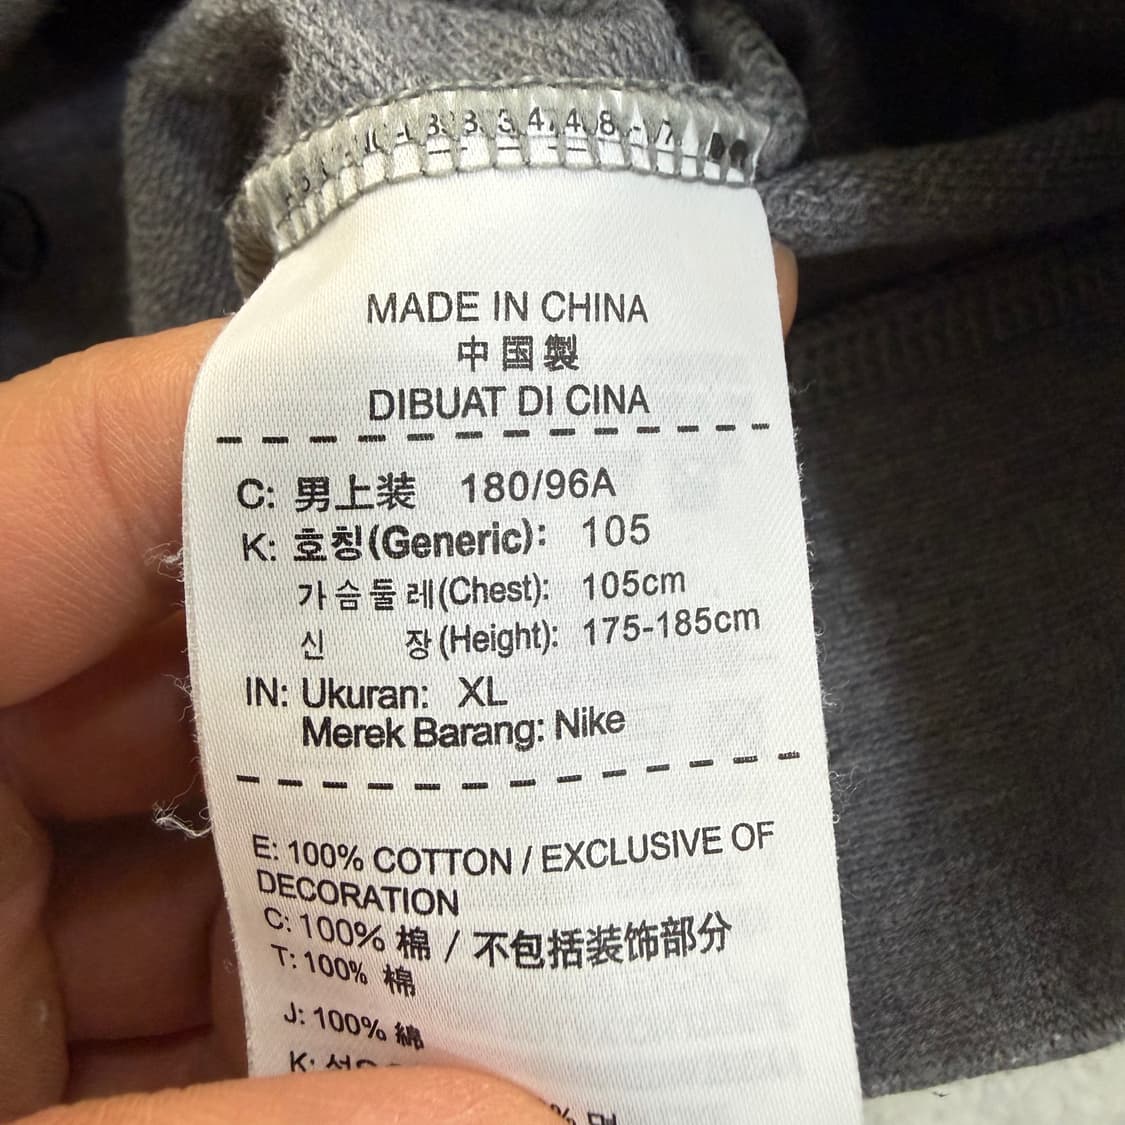 MADE IN CHINA
中国製
DIBUAT DI CINA
C: 男上装 180/96A
K: 호칭(Generic): 105
가슴둘레(Chest): 105cm
신 장(Height): 175-185cm
IN: Ukuran: XL
Merek Barang: Nike
E: 100% COTTON / EXCLUSIVE OF
DECORATION
C: 100% 棉 / 不包括装饰部分
T: 100% 棉
J: 100% 綿
K: